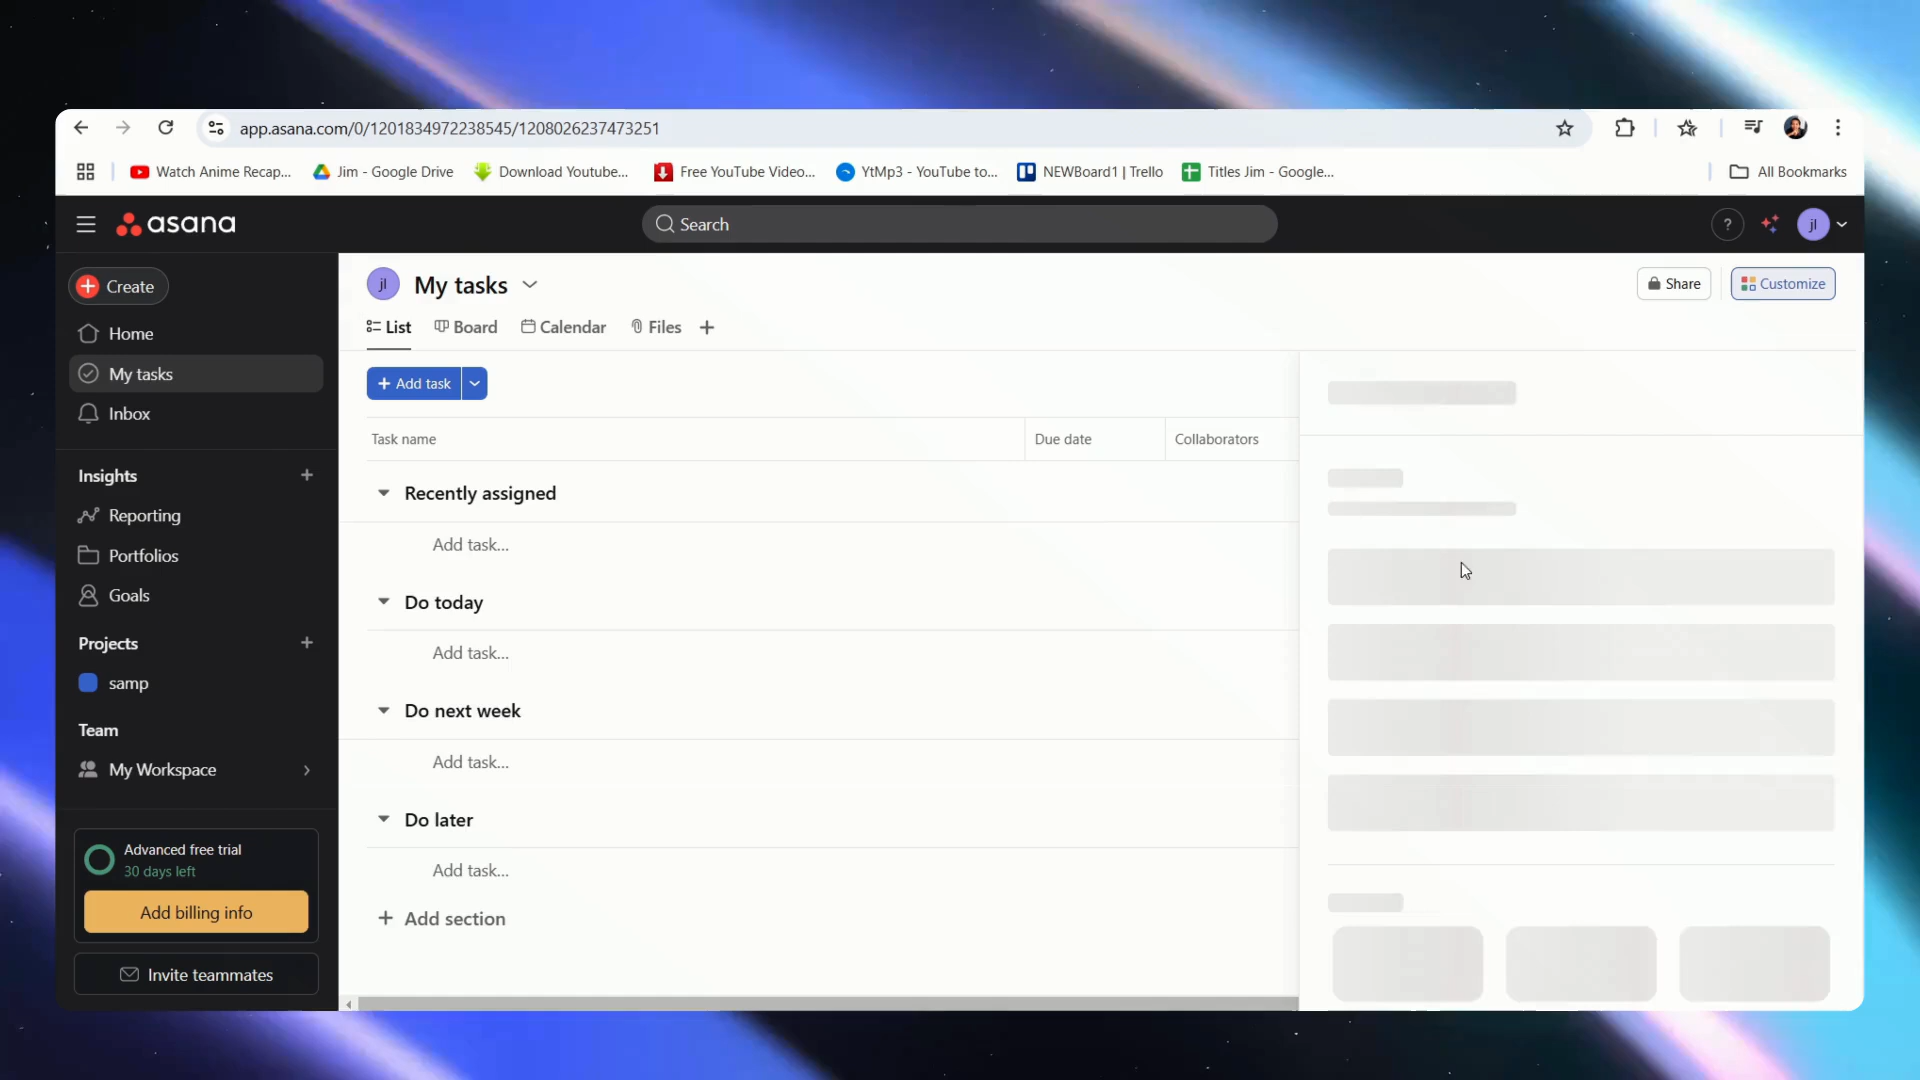 app.asana.com/0/1201834972238545/1208026237473251
Watch Anime Recap...
Jim - Google Drive
Download Youtube...
Free YouTube Video...
YtMp3 - YouTube to...
NEWBoard1 | Trello
Titles Jim - Google...
All Bookmarks
asana
Search
?
jl
Create
Home
My tasks
Inbox
Insights
Reporting
Portfolios
Goals
Projects
samp
Team
My Workspace
Advanced free trial
30 days left
Add billing info
Invite teammates
jl
My tasks
Share
Customize
List
Board
Calendar
Files
Add task
Task name
Due date
Collaborators
Recently assigned
Add task...
Do today
Add task...
Do next week
Add task...
Do later
Add task...
Add section